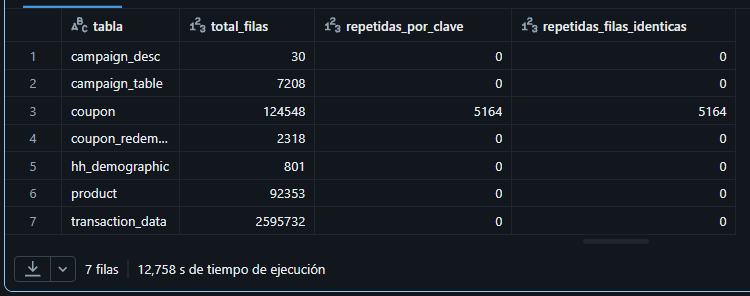 tabla total_filas repetidas_por_clave repetidas_filas_identicas
1 campaign_desc 30 0 0
2 campaign_table 7208 0 0
3 coupon 124548 5164 5164
4 coupon_redem... 2318 0 0
5 hh_demographic 801 0 0
6 product 92353 0 0
7 transaction_data 2595732 0 0
7 filas 12,758 s de tiempo de ejecución